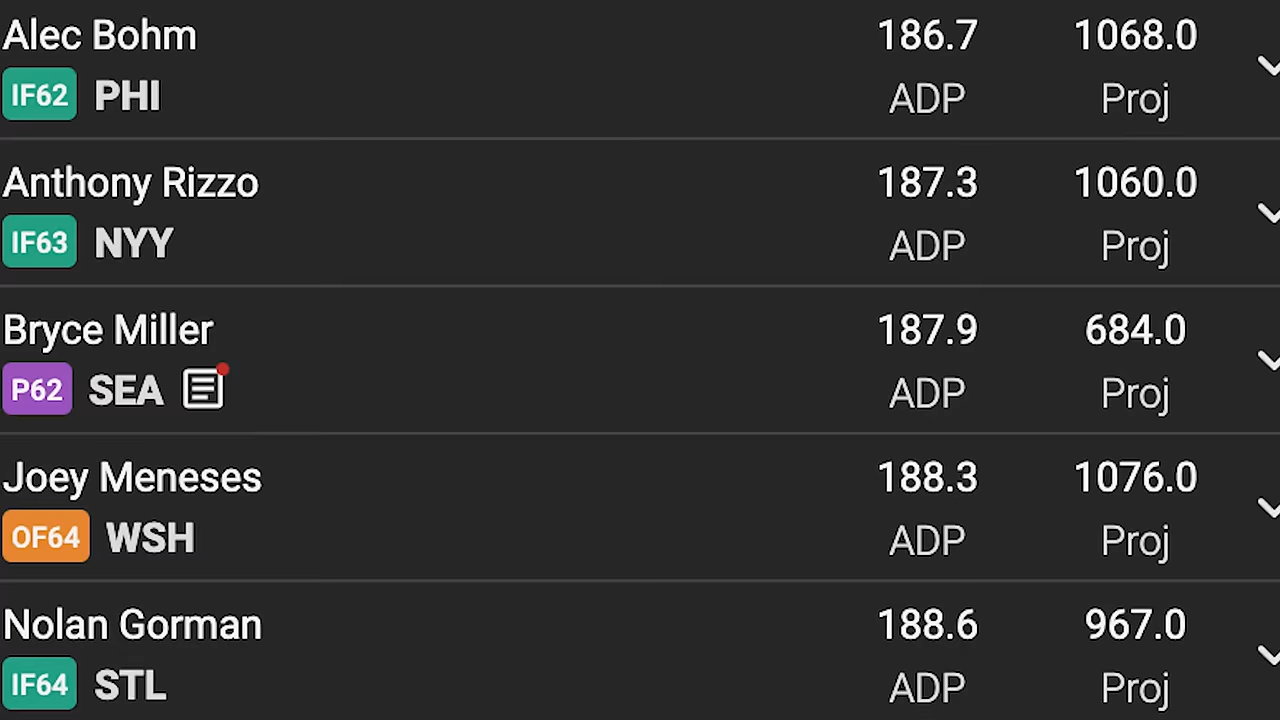 Alec Bohm 186.7 1068.0
IF62 PHI ADP Proj
Anthony Rizzo 187.3 1060.0
IF63 NYY ADP Proj
Bryce Miller 187.9 684.0
P62 SEA ADP Proj
Joey Meneses 188.3 1076.0
OF64 WSH ADP Proj
Nolan Gorman 188.6 967.0
IF64 STL ADP Proj